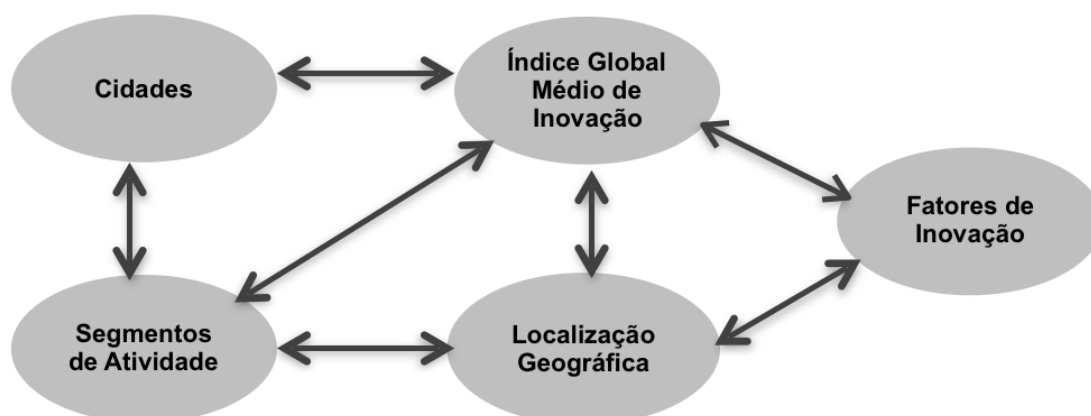 Cidades
Índice Global
Médio de
Inovação
Fatores de
Inovação
Segmentos
de Atividade
Localização
Geográfica